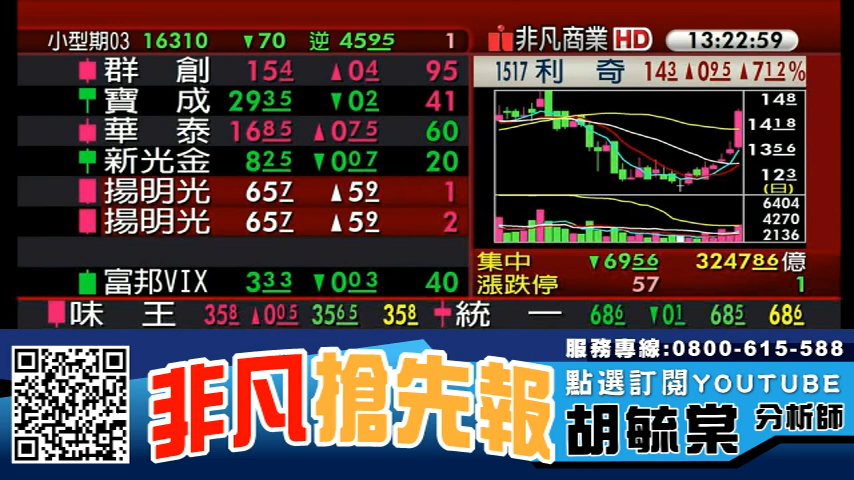 小型期03 16310 ▼70 逆 4595 1
群創 154 ▲04 95
寶成 2935 ▼02 41
華泰 1685 ▲075 60
新光金 825 ▼007 20
揚明光 657 ▲59 1
揚明光 657 ▲59 2
富邦VIX 333 ▼003 40
非凡商業HD 13:22:59
1517 利奇 143 ▲095 ▲712%
148
1418
1356
123
(日)
6404
4270
2136
集中 ▼6956 324786億
漲跌停 57 1
味王 358 ▲005 3565 358 統一 686 ▼01 685 686
非凡搶先報
服務專線:0800-615-588
點選訂閱YOUTUBE
胡毓棠 分析師